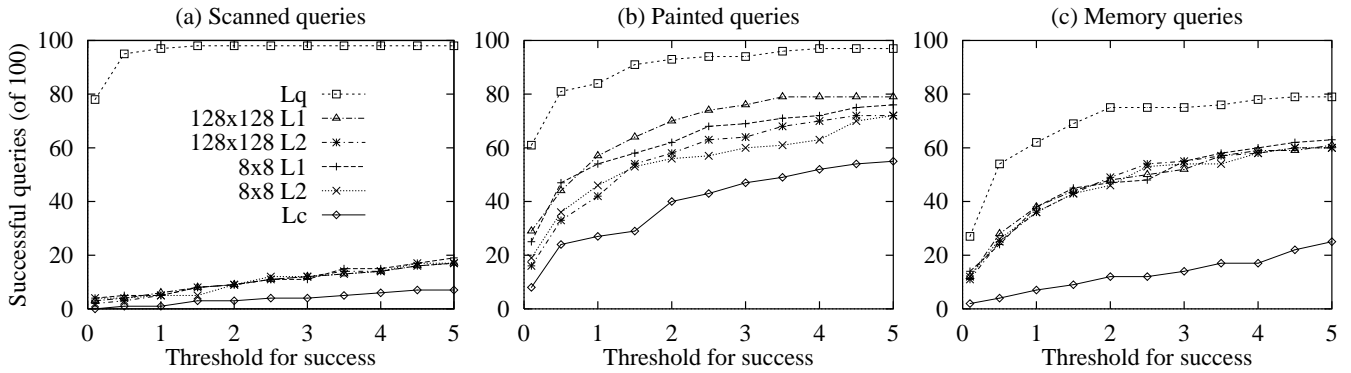 (a) Scanned queries
(b) Painted queries
(c) Memory queries
Successful queries (of 100)
100
80
60
40
20
0
Lq
128x128 L1
128x128 L2
8x8 L1
8x8 L2
Lc
0 1 2 3 4 5
Threshold for success
100
80
60
40
20
0
0 1 2 3 4 5
Threshold for success
100
80
60
40
20
0
0 1 2 3 4 5
Threshold for success